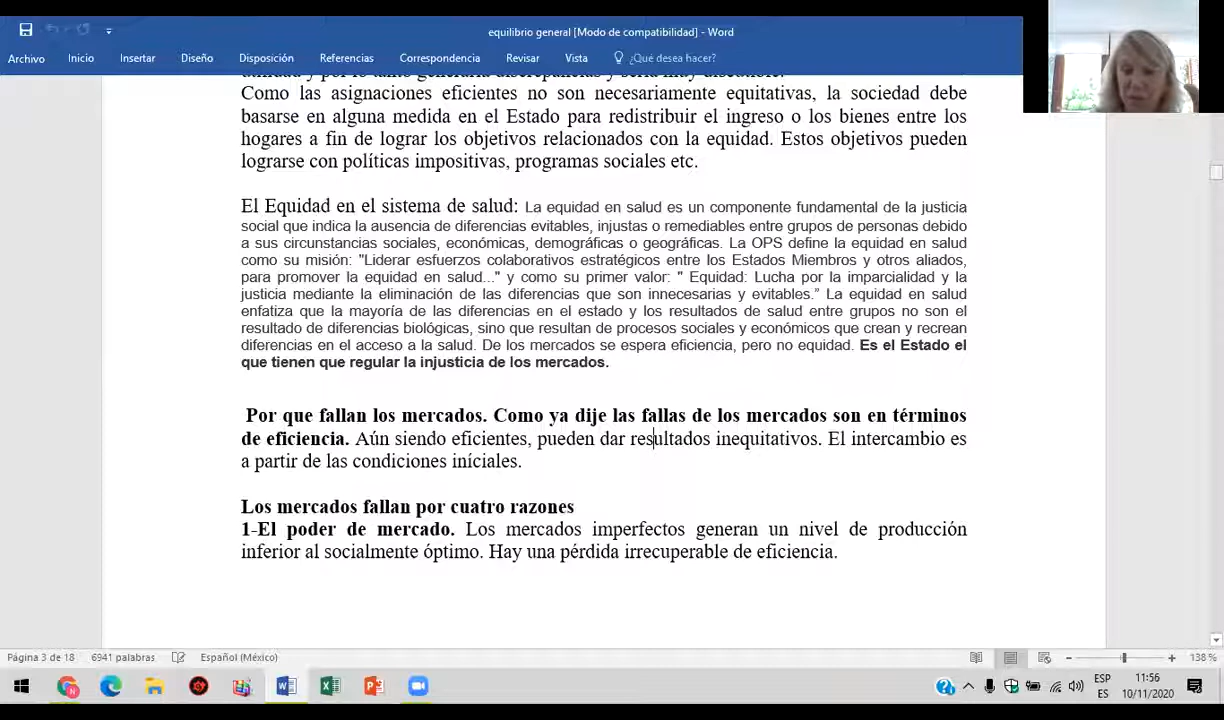 equilibrio general [Modo de compatibilidad] - Word
Archivo Inicio Insertar Diseño Disposición Referencias Correspondencia Revisar Vista ¿Qué desea hacer?
utilidad y por lo tanto generaría discrepancias y sería muy discutible.
Como las asignaciones eficientes no son necesariamente equitativas, la sociedad debe
basarse en alguna medida en el Estado para redistribuir el ingreso o los bienes entre los
hogares a fin de lograr los objetivos relacionados con la equidad. Estos objetivos pueden
lograrse con políticas impositivas, programas sociales etc.
El Equidad en el sistema de salud: La equidad en salud es un componente fundamental de la justicia
social que indica la ausencia de diferencias evitables, injustas o remediables entre grupos de personas debido
a sus circunstancias sociales, económicas, demográficas o geográficas. La OPS define la equidad en salud
como su misión: "Liderar esfuerzos colaborativos estratégicos entre los Estados Miembros y otros aliados,
para promover la equidad en salud..." y como su primer valor: " Equidad: Lucha por la imparcialidad y la
justicia mediante la eliminación de las diferencias que son innecesarias y evitables.” La equidad en salud
enfatiza que la mayoría de las diferencias en el estado y los resultados de salud entre grupos no son el
resultado de diferencias biológicas, sino que resultan de procesos sociales y económicos que crean y recrean
diferencias en el acceso a la salud. De los mercados se espera eficiencia, pero no equidad. Es el Estado el
que tienen que regular la injusticia de los mercados.
Por que fallan los mercados. Como ya dije las fallas de los mercados son en términos
de eficiencia. Aún siendo eficientes, pueden dar resultados inequitativos. El intercambio es
a partir de las condiciones iníciales.
Los mercados fallan por cuatro razones
1-El poder de mercado. Los mercados imperfectos generan un nivel de producción
inferior al socialmente óptimo. Hay una pérdida irrecuperable de eficiencia.
Página 3 de 18 6941 palabras Español (México) 138 %
ESP 11:56
ES 10/11/2020